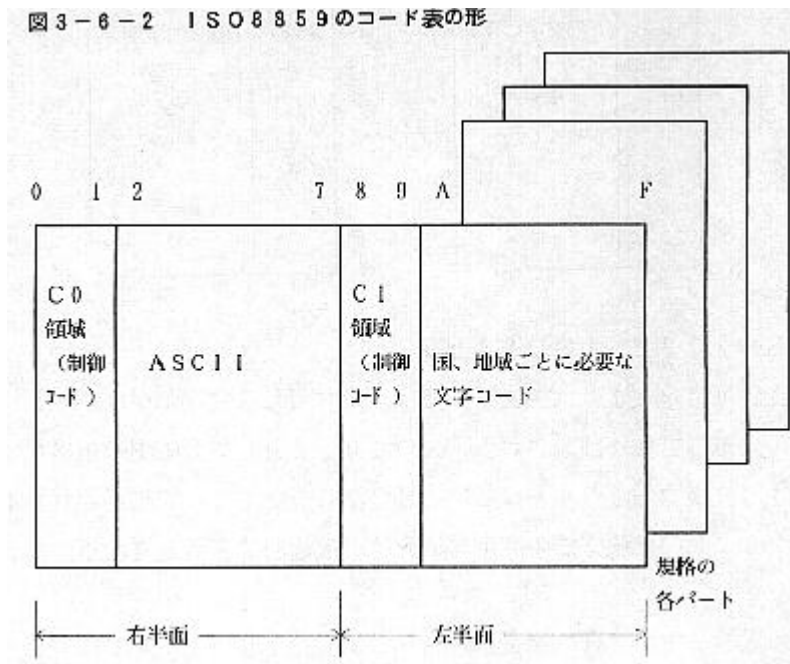 図3-6-2 ISO8859のコード表の形
0 1 2 7 8 9 A F
C0
領域
(制御
コード)
ASCII
C1
領域
(制御
コード)
国、地域ごとに必要な
文字コード
規格の
各パート
右半面
左半面